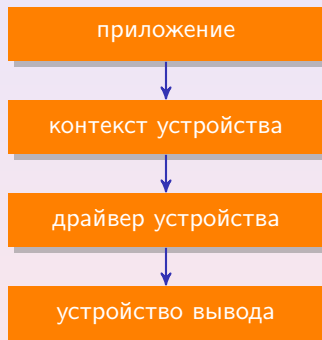 приложение
контекст устройства
драйвер устройства
устройство вывода